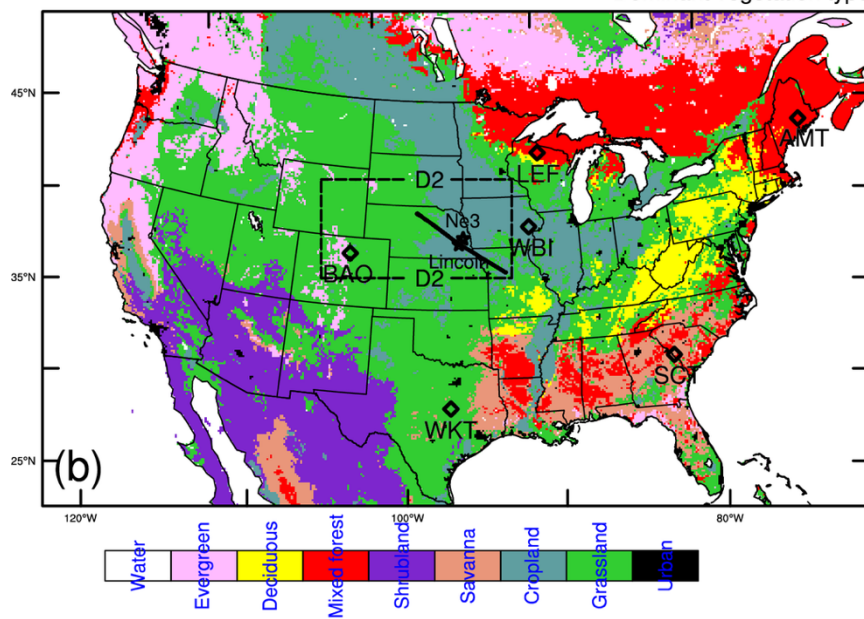 45°N
AMT
LEF
D2
Ne3
WBI
Lincoln
BAO
35°N
D2
SCT
WKT
25°N
(b)
120°W
100°W
80°W
Water
Evergreen
Decidubus
Mixed forest
Shrubland
Savanna
Cropland
Grassland
Urban